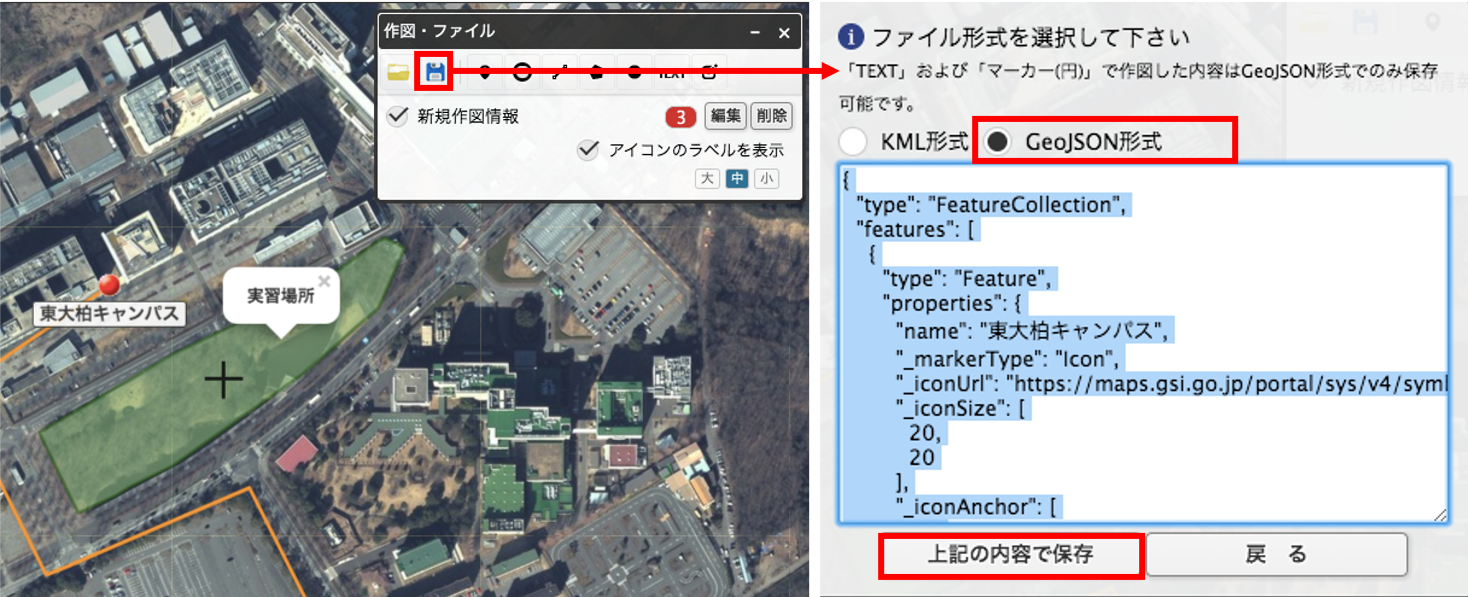 作図・ファイル
TEXT
新規作図情報
3
編集
削除
アイコンのラベルを表示
大 中 小
実習場所
東大柏キャンパス
ファイル形式を選択して下さい
「TEXT」および「マーカー(円)」で作図した内容はGeoJSON形式でのみ保存
可能です。
KML形式
GeoJSON形式
{
"type": "FeatureCollection",
"features": [
{
"type": "Feature",
"properties": {
"name": "東大柏キャンパス",
"_markerType": "Icon",
"_iconUrl": "https://maps.gsi.go.jp/portal/sys/v4/syml
"_iconSize": [
20,
20
],
"_iconAnchor": [
上記の内容で保存
戻 る